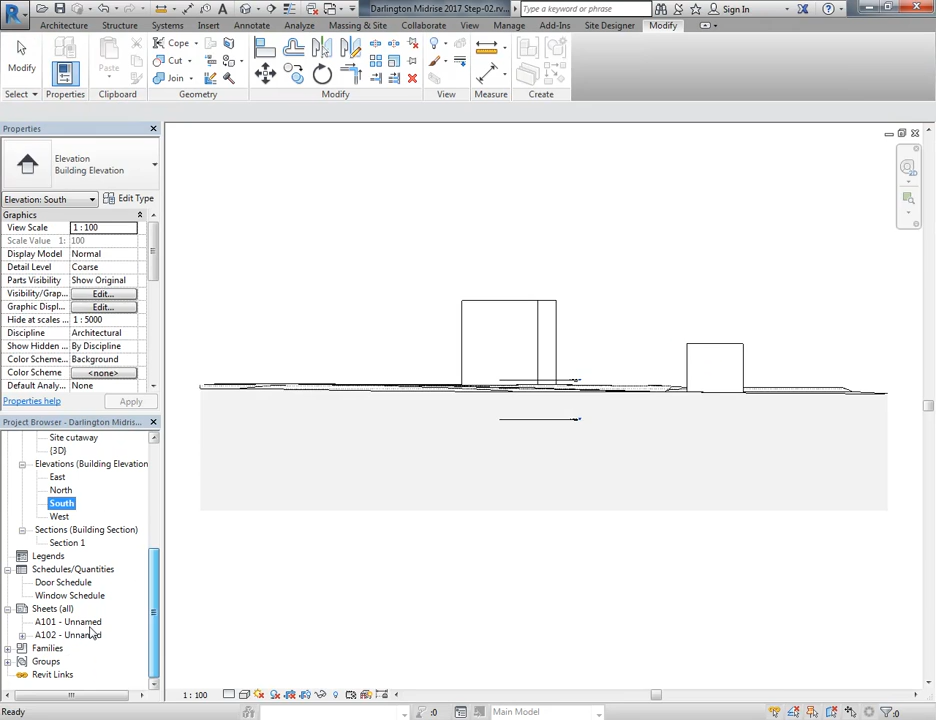 Darlington Midrise 2017 Step-02.rv...
Type a keyword or phrase
Sign In
Architecture Structure Systems Insert Annotate Analyze Massing & Site Collaborate View Manage Add-Ins Site Designer Modify
Modify
Properties
Paste
Cope
Cut
Join
Select Properties Clipboard Geometry Modify View Measure Create
Properties
Elevation
Building Elevation
Elevation: South Edit Type
Graphics
View Scale 1 : 100
Scale Value 1: 100
Display Model Normal
Detail Level Coarse
Parts Visibility Show Original
Visibility/Grap... Edit...
Graphic Displ... Edit...
Hide at scales ... 1 : 5000
Discipline Architectural
Show Hidden ... By Discipline
Color Scheme... Background
Color Scheme <none>
Default Analy... None
Properties help Apply
Project Browser - Darlington Midris...
Site cutaway
{3D}
Elevations (Building Elevation
East
North
South
West
Sections (Building Section)
Section 1
Legends
Schedules/Quantities
Door Schedule
Window Schedule
Sheets (all)
A101 - Unnamed
A102 - Unnamed
Families
Groups
Revit Links
1 : 100
Ready
:0
Main Model
:0